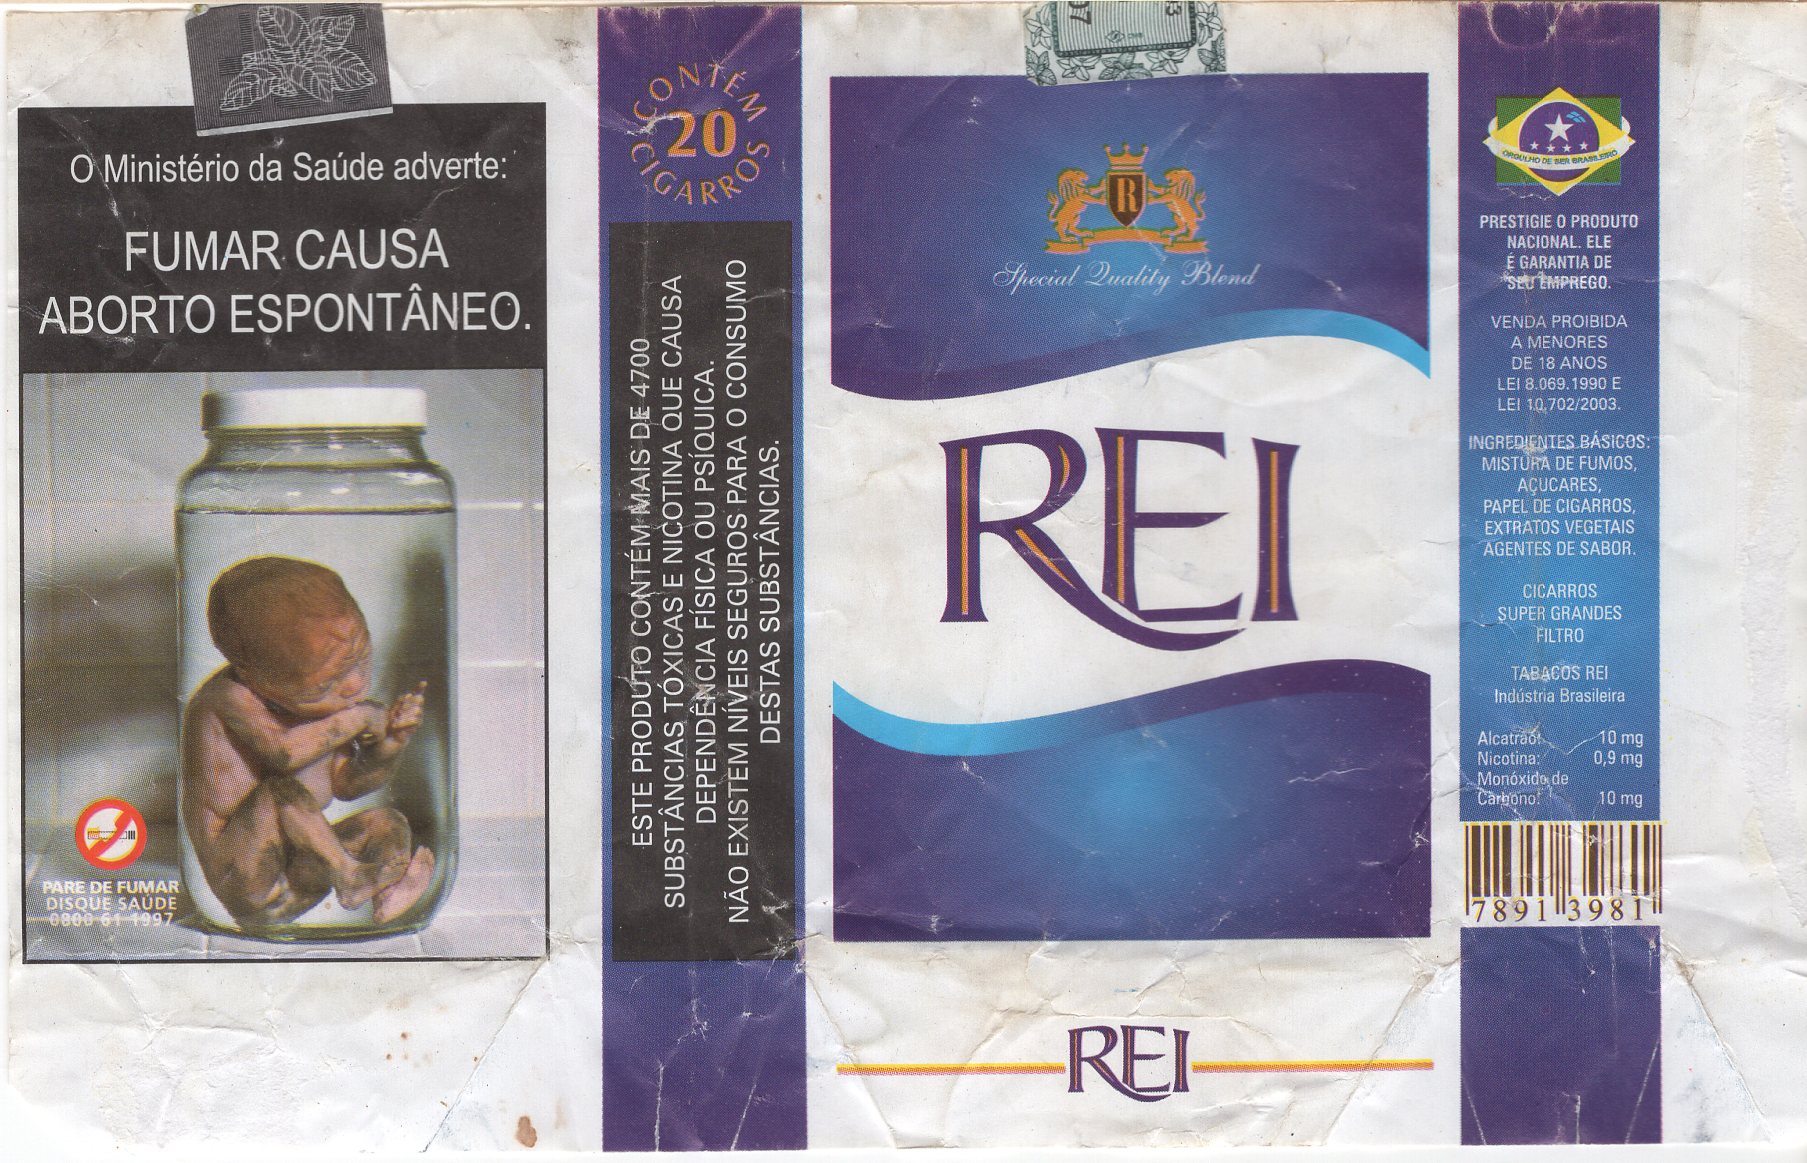 O Ministério da Saúde adverte:
FUMAR CAUSA
ABORTO ESPONTÂNEO.
PARE DE FUMAR
DISQUE SAÚDE
0800 61 1997
CONTÉM
20
CIGARROS
ESTE PRODUTO CONTÉM MAIS DE 4700
SUBSTÂNCIAS TÓXICAS E NICOTINA QUE CAUSA
DEPENDÊNCIA FÍSICA OU PSÍQUICA.
NÃO EXISTEM NÍVEIS SEGUROS PARA O CONSUMO
DESTAS SUBSTÂNCIAS.
R
Special Quality Blend
REI
REI
ORGULHO DE SER BRASILEIRO
PRESTIGIE O PRODUTO
NACIONAL. ELE
É GARANTIA DE
SEU EMPREGO.
VENDA PROIBIDA
A MENORES
DE 18 ANOS
LEI 8.069.1990 E
LEI 10.702/2003.
INGREDIENTES BÁSICOS:
MISTURA DE FUMOS,
AÇUCARES,
PAPEL DE CIGARROS,
EXTRATOS VEGETAIS
AGENTES DE SABOR.
CICARROS
SUPER GRANDES
FILTRO
TABACOS REI
Indústria Brasileira
Alcatrão: 10 mg
Nicotina: 0,9 mg
Monóxido de
Carbono: 10 mg
7891 3981